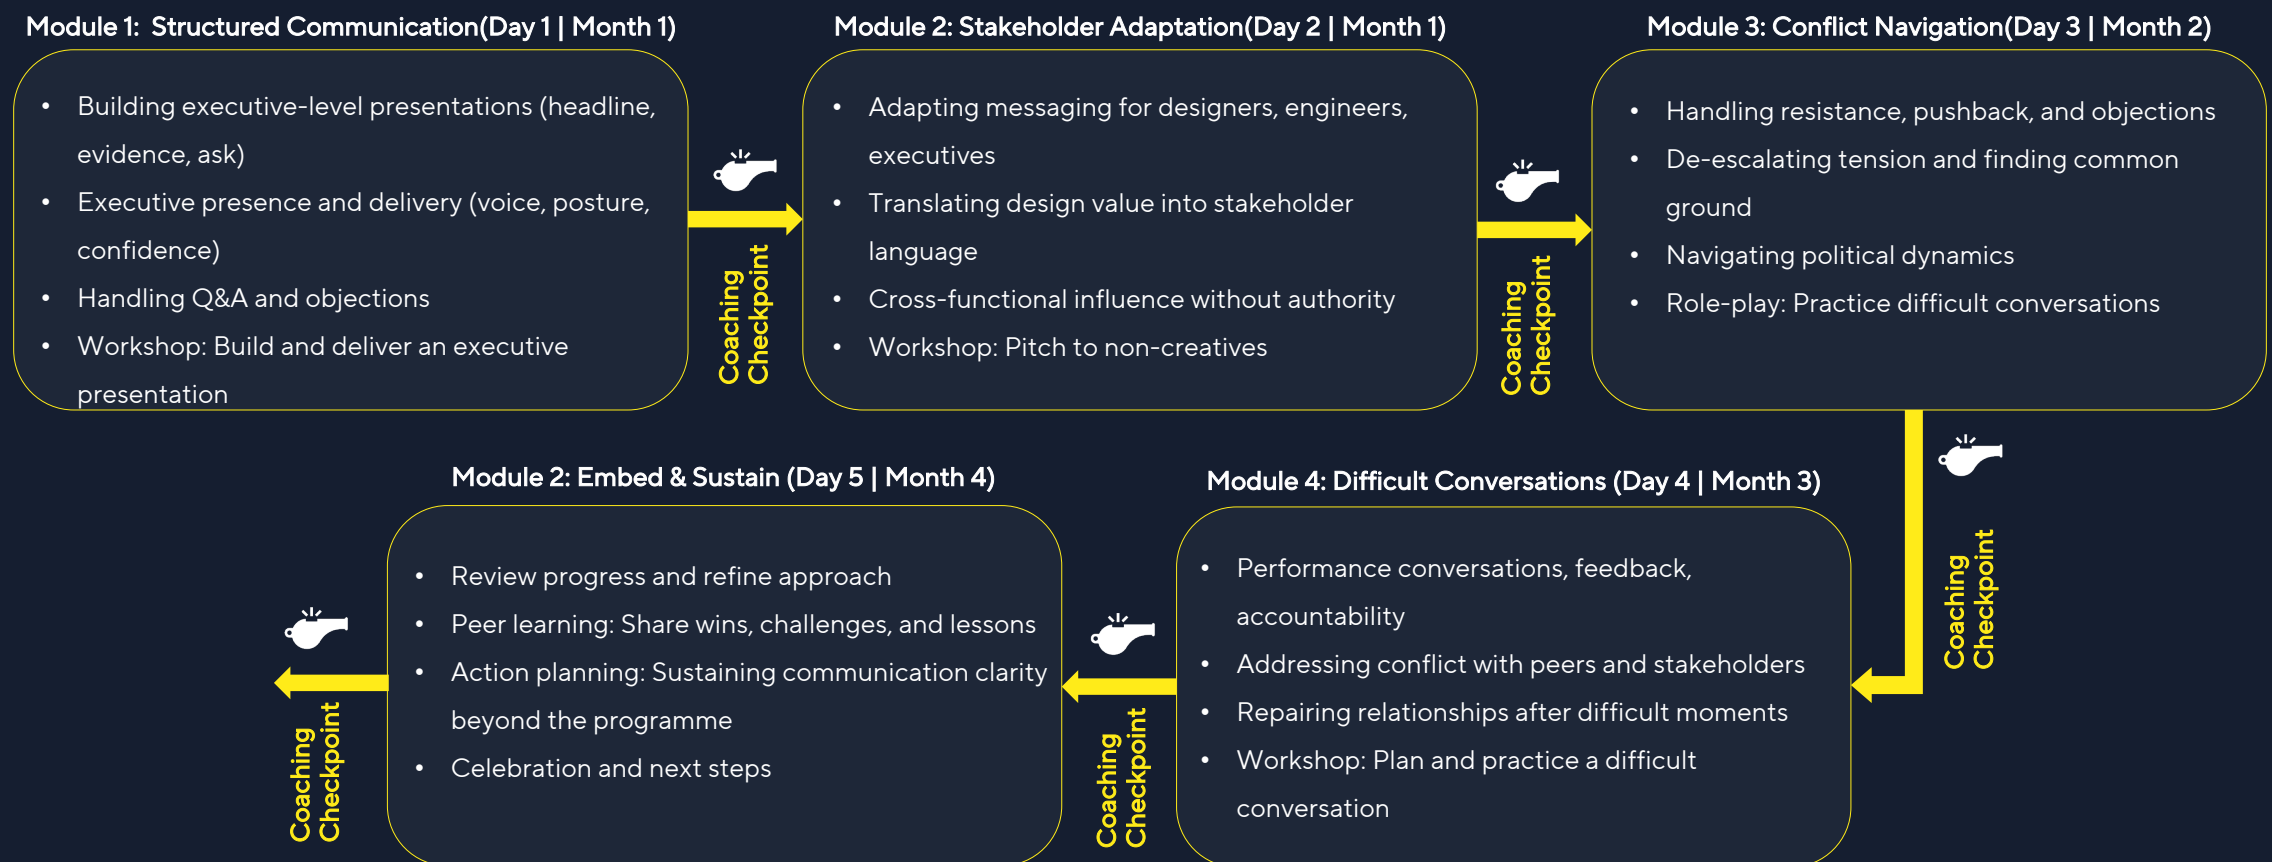 Module 1:  Structured Communication(Day 1 | Month 1)
• Building executive-level presentations (headline,
evidence, ask)
• Executive presence and delivery (voice, posture,
confidence)
• Handling Q&A and objections
• Workshop: Build and deliver an executive
presentation
Coaching
Checkpoint
Module 2: Stakeholder Adaptation(Day 2 | Month 1)
• Adapting messaging for designers, engineers,
executives
• Translating design value into stakeholder
language
• Cross-functional influence without authority
• Workshop: Pitch to non-creatives
Coaching
Checkpoint
Module 3: Conflict Navigation(Day 3 | Month 2)
• Handling resistance, pushback, and objections
• De-escalating tension and finding common
ground
• Navigating political dynamics
• Role-play: Practice difficult conversations
Coaching
Checkpoint
Module 4: Difficult Conversations (Day 4 | Month 3)
• Performance conversations, feedback,
accountability
• Addressing conflict with peers and stakeholders
• Repairing relationships after difficult moments
• Workshop: Plan and practice a difficult
conversation
Coaching
Checkpoint
Module 2: Embed & Sustain (Day 5 | Month 4)
• Review progress and refine approach
• Peer learning: Share wins, challenges, and lessons
• Action planning: Sustaining communication clarity
beyond the programme
• Celebration and next steps
Coaching
Checkpoint